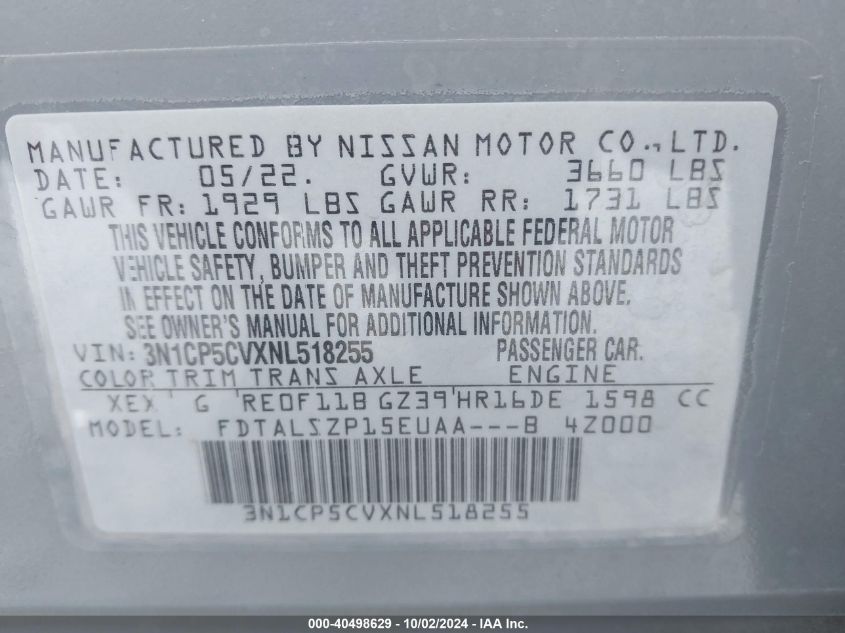 MANUFACTURED BY NISSAN MOTOR CO., LTD.
DATE: 05/22. GVWR: 3660 LBS
GAWR FR: 1929 LBS GAWR RR: 1731 LBS
THIS VEHICLE CONFORMS TO ALL APPLICABLE FEDERAL MOTOR
VEHICLE SAFETY, BUMPER AND THEFT PREVENTION STANDARDS
IN EFFECT ON THE DATE OF MANUFACTURE SHOWN ABOVE.
SEE OWNER'S MANUAL FOR ADDITIONAL INFORMATION.
VIN: 3N1CP5CVXNL518255 PASSENGER CAR.
COLOR TRIM TRANS AXLE ENGINE
XEX G RE0F11B GZ39 HR16DE 1598 CC
MODEL: FDTALSZP15EUAA---B 4Z000
3N1CP5CVXNL518255
000-40498629 - 10/02/2024 - IAA Inc.